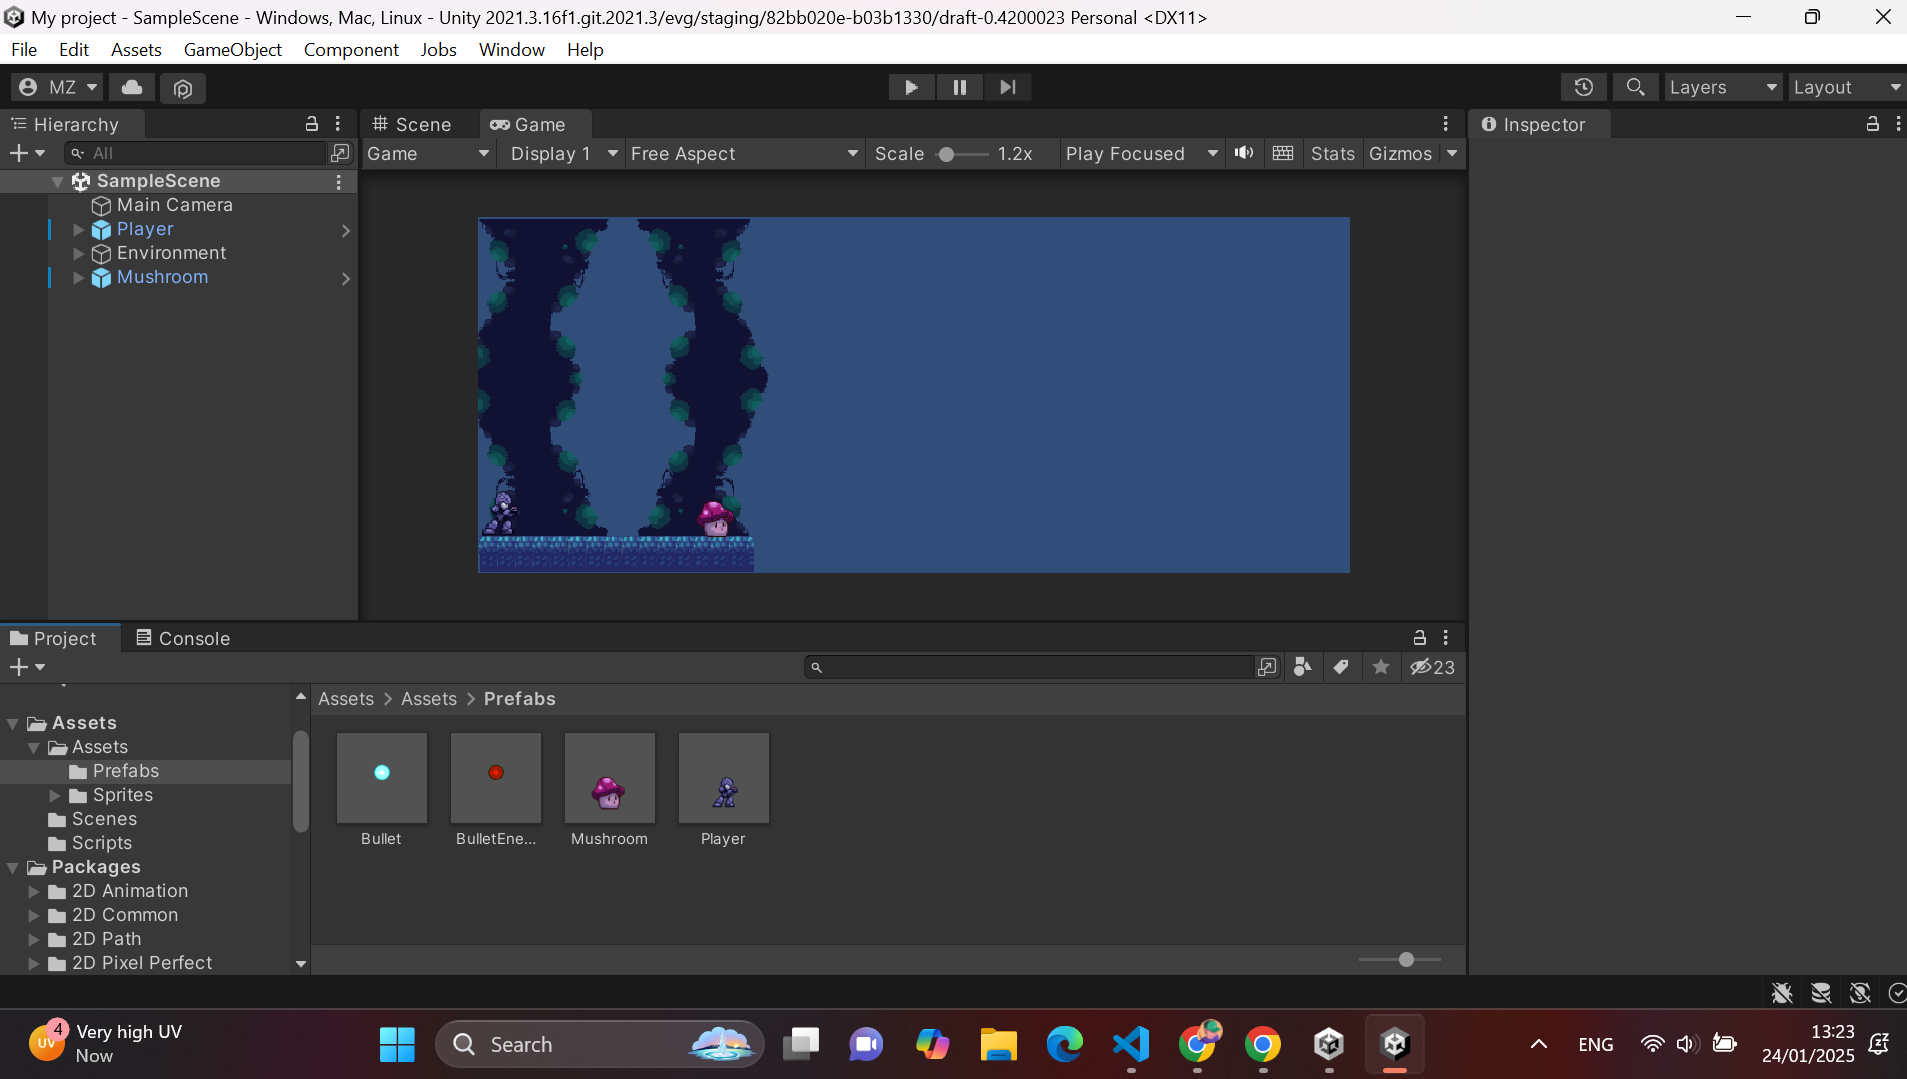 My project - SampleScene - Windows, Mac, Linux - Unity 2021.3.16f1.git.2021.3/evg/staging/82bb020e-b03b1330/draft-0.4200023 Personal <DX11>
File Edit Assets GameObject Component Jobs Window Help
MZ Layers Layout
Hierarchy Scene Game Inspector
All Game Display 1 Free Aspect Scale 1.2x Play Focused Stats Gizmos
SampleScene
Main Camera
Player
Environment
Mushroom
Project Console
23
Assets > Assets > Prefabs
Assets
Assets
Prefabs
Sprites
Scenes
Scripts
Packages
2D Animation
2D Common
2D Path
2D Pixel Perfect
Bullet BulletEne... Mushroom Player
UV 4 Very high UV
Now
Search
ENG
13:23
24/01/2025